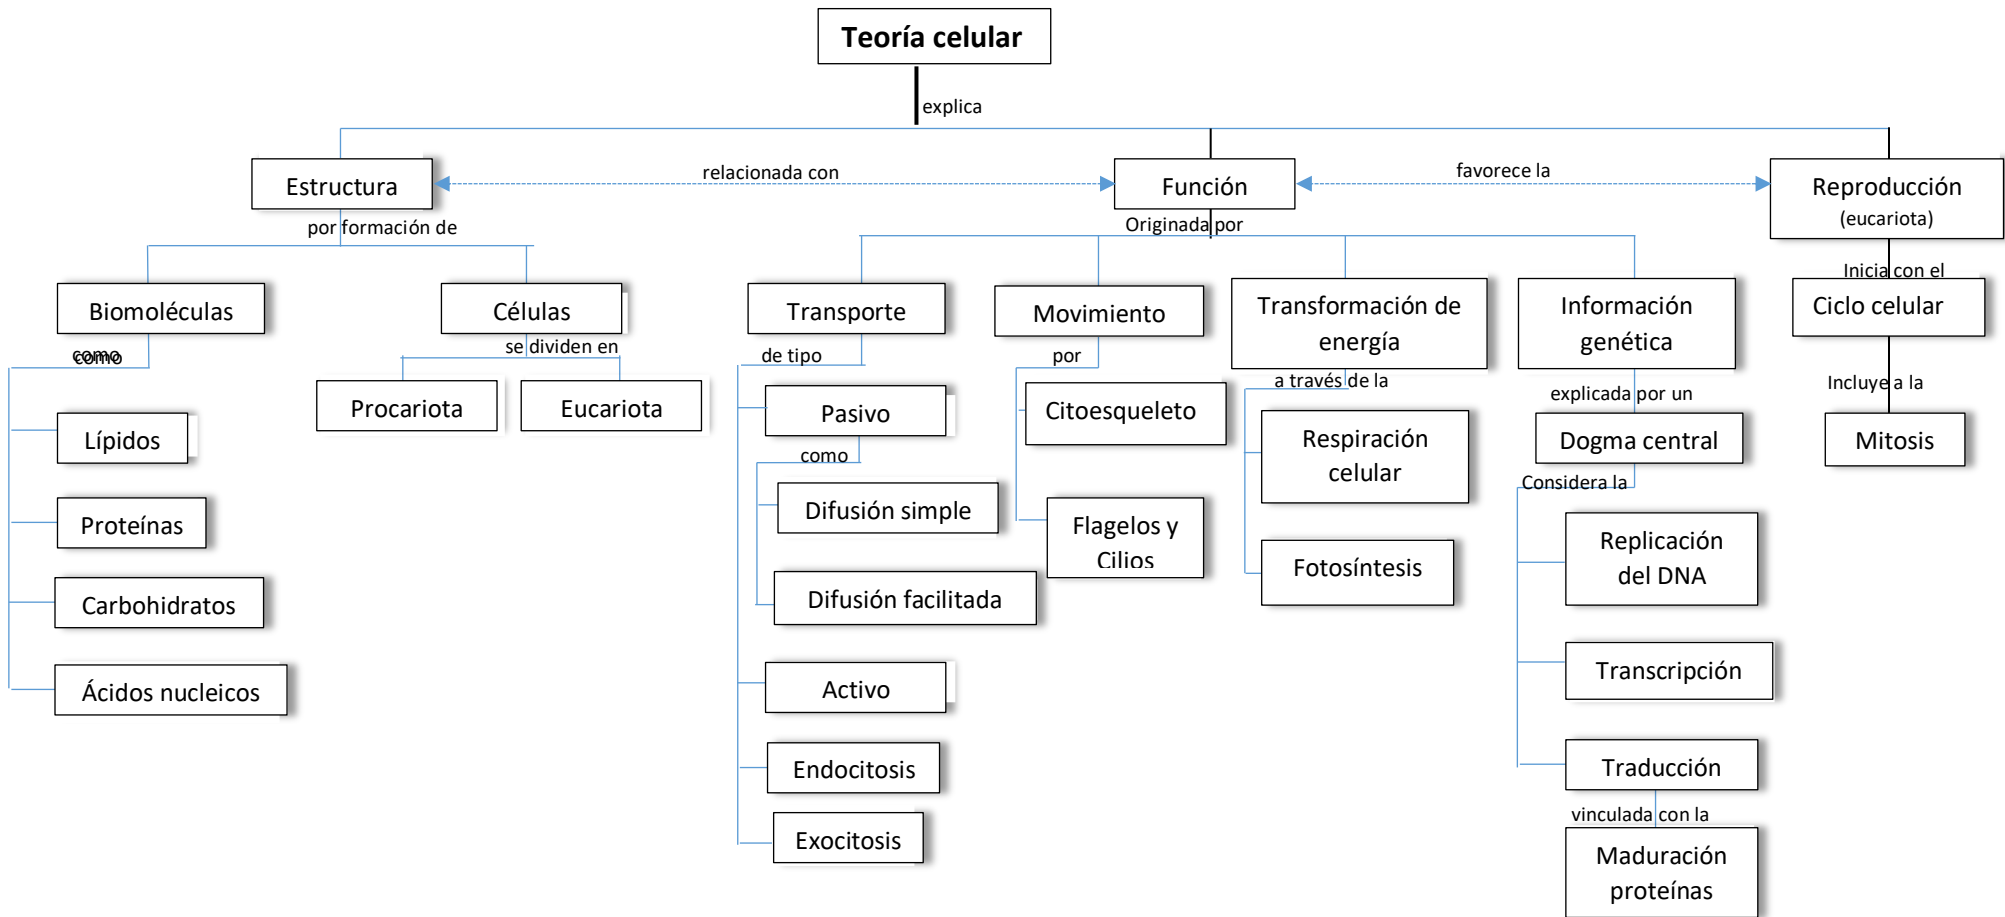 Teoría celular
explica
Estructura
relacionada con
Función
favorece la
Reproducción
(eucariota)
por formación de
Originada por
Inicia con el
Biomoléculas
Células
Transporte
Movimiento
Transformación de
energía
Información
genética
Ciclo celular
como
como
se dividen en
de tipo
por
a través de la
explicada por un
Incluye a la
Procariota
Eucariota
Pasivo
Citoesqueleto
Respiración
celular
Dogma central
Mitosis
Lípidos
como
Considera la
Proteínas
Difusión simple
Flagelos y
Cilios
Fotosíntesis
Replicación
del DNA
Carbohidratos
Difusión facilitada
Ácidos nucleicos
Activo
Transcripción
Endocitosis
Traducción
Exocitosis
vinculada con la
Maduración
proteínas